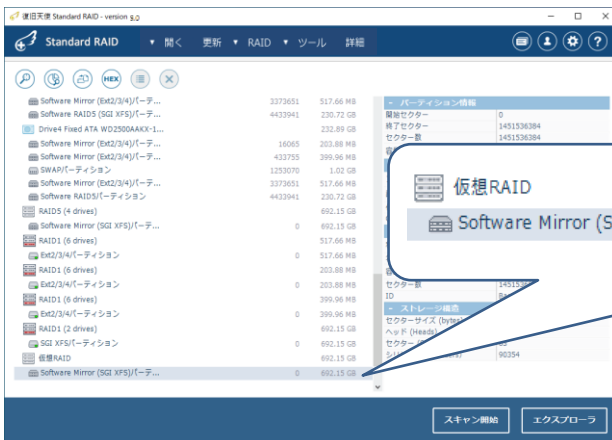 復旧天使 Standard RAID - version 9.0
Standard RAID
▼ 開く
更新
▼ RAID
▼ ツール
詳細
HEX
Software Mirror (Ext2/3/4)パーテ... 3373651 517.66 MB
Software RAID5 (SGI XFS)パーティ... 4433941 230.72 GB
Drive4 Fixed ATA WD2500AAKX-1... 232.89 GB
Software Mirror (Ext2/3/4)パーテ... 16065 203.88 MB
Software Mirror (Ext2/3/4)パーテ... 433755 399.96 MB
SWAPパーティション 1253070 1.02 GB
Software Mirror (Ext2/3/4)パーテ... 3373651 517.66 MB
Software RAID5パーティション 4433941 230.72 GB
RAID5 (4 drives) 692.15 GB
Software Mirror (SGI XFS)パーテ... 0 692.15 GB
RAID1 (6 drives) 517.66 MB
Ext2/3/4パーティション 0 517.66 MB
RAID1 (6 drives) 203.88 MB
Ext2/3/4パーティション 0 203.88 MB
RAID1 (6 drives) 399.96 MB
Ext2/3/4パーティション 0 399.96 MB
RAID1 (2 drives) 692.15 GB
SGI XFSパーティション 0 692.15 GB
仮想RAID 692.15 GB
Software Mirror (SGI XFS)パーテ... 0 692.15 GB
- パーティション情報
開始セクター 0
終了セクター 1451536384
セクター数 1451536384
仮想RAID
Software Mirror (S
セクター数
ID
- ストレージ構造
セクターサイズ (bytes)
ヘッド (Heads)
90354
スキャン開始
エクスプローラ